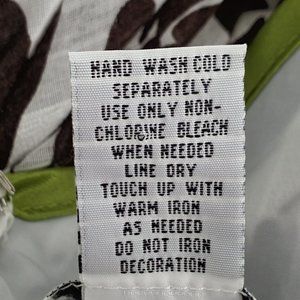 HAND WASH COLD
SEPARATELY
USE ONLY NON-
CHLORINE BLEACH
WHEN NEEDED
LINE DRY
TOUCH UP WITH
WARM IRON
AS NEEDED
DO NOT IRON
DECORATION